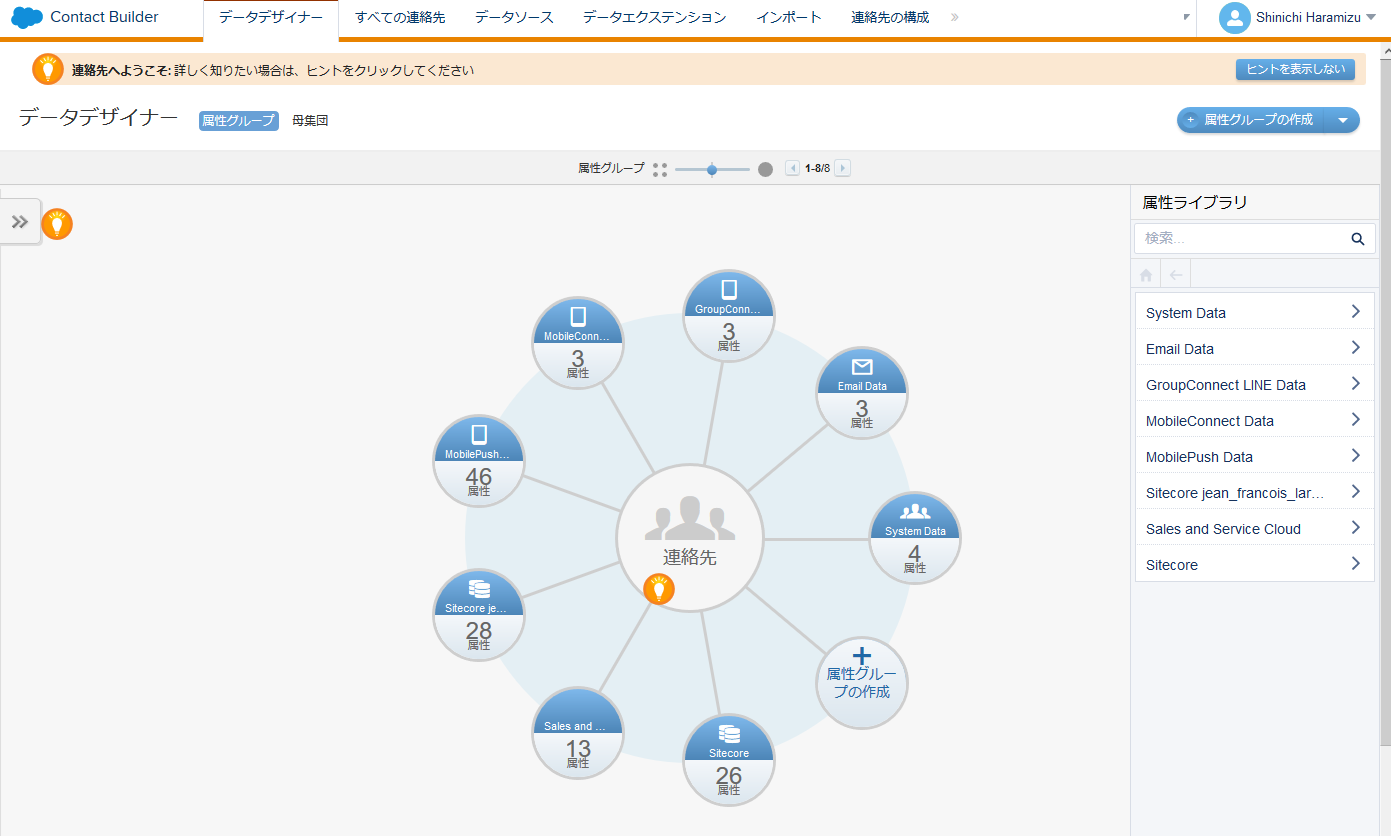 Contact Builder
データデザイナー
すべての連絡先
データソース
データエクステンション
インポート
連絡先の構成
»
Shinichi Haramizu
連絡先へようこそ: 詳しく知りたい場合は、ヒントをクリックしてください
ヒントを表示しない
データデザイナー
属性グループ
母集団
+ 属性グループの作成
属性グループ
1-8/8
属性ライブラリ
検索...
System Data
Email Data
GroupConnect LINE Data
MobileConnect Data
MobilePush Data
Sitecore jean_francois_lar...
Sales and Service Cloud
Sitecore
GroupConn...
3
属性
MobileConn...
3
属性
Email Data
3
属性
MobilePush...
46
属性
System Data
4
属性
連絡先
Sitecore je...
28
属性
+
属性グルー
プの作成
Sales and ...
13
属性
Sitecore
26
属性